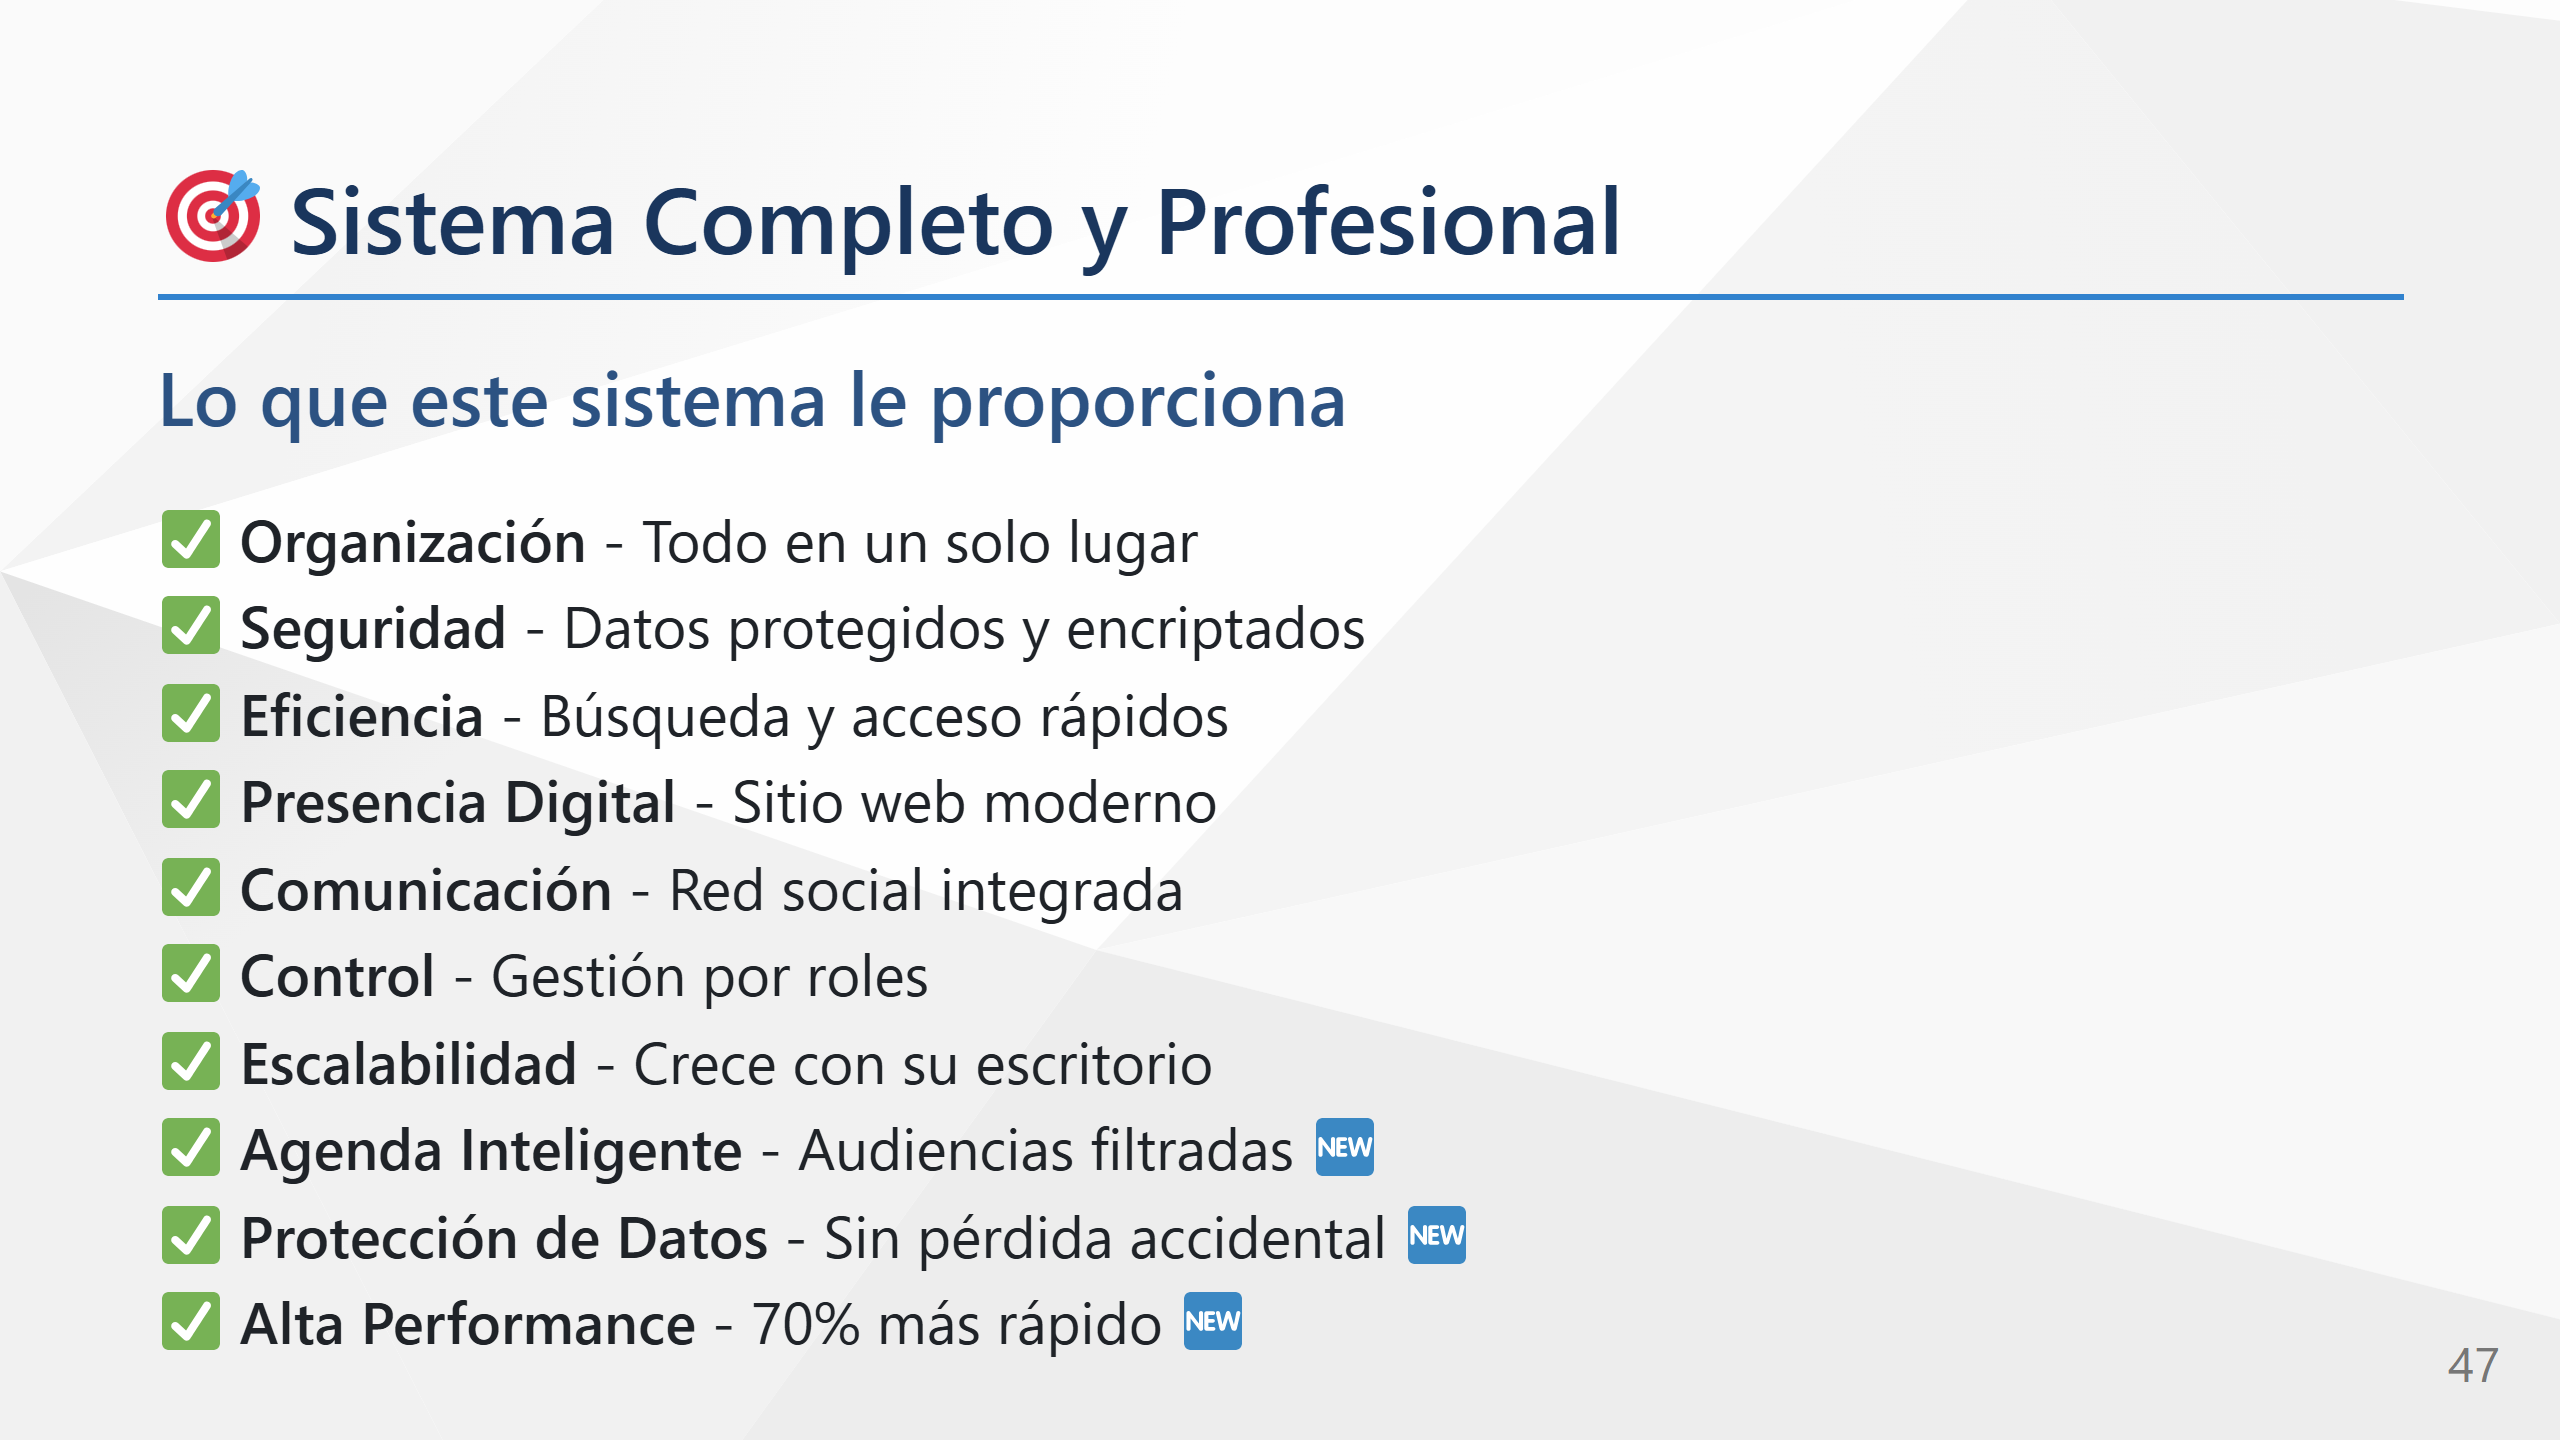 🎯 Sistema Completo y Profesional
Lo que este sistema le proporciona
✅ Organización - Todo en un solo lugar
✅ Seguridad - Datos protegidos y encriptados
✅ Eficiencia - Búsqueda y acceso rápidos
✅ Presencia Digital - Sitio web moderno
✅ Comunicación - Red social integrada
✅ Control - Gestión por roles
✅ Escalabilidad - Crece con su escritorio
✅ Agenda Inteligente - Audiencias filtradas 🆕
✅ Protección de Datos - Sin pérdida accidental 🆕
✅ Alta Performance - 70% más rápido 🆕
47